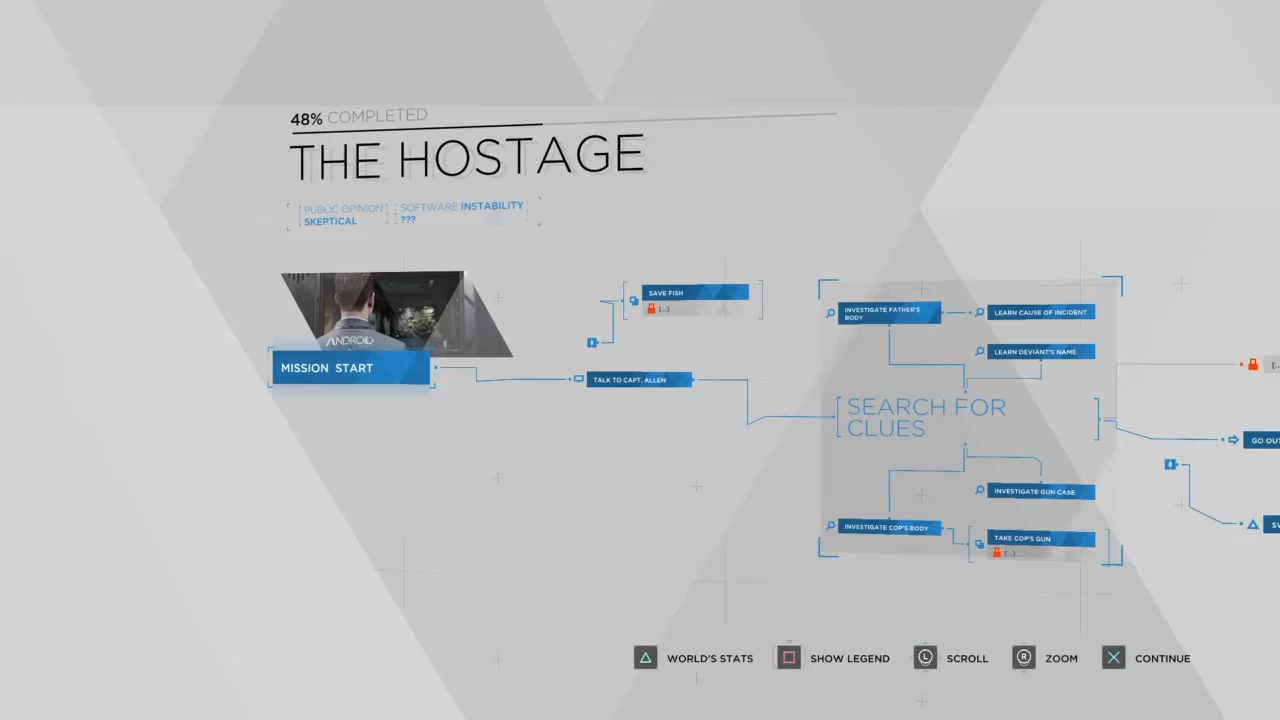 48% COMPLETED
THE HOSTAGE
PUBLIC OPINION
SKEPTICAL
SOFTWARE INSTABILITY
???
ANDROID
MISSION START
SAVE FISH
[...]
TALK TO CAPT. ALLEN
INVESTIGATE FATHER'S
BODY
LEARN CAUSE OF INCIDENT
LEARN DEVIANT'S NAME
SEARCH FOR
CLUES
INVESTIGATE GUN CASE
INVESTIGATE COP'S BODY
TAKE COP'S GUN
[...]
GO OUT
WORLD'S STATS
SHOW LEGEND
L
SCROLL
R
ZOOM
CONTINUE